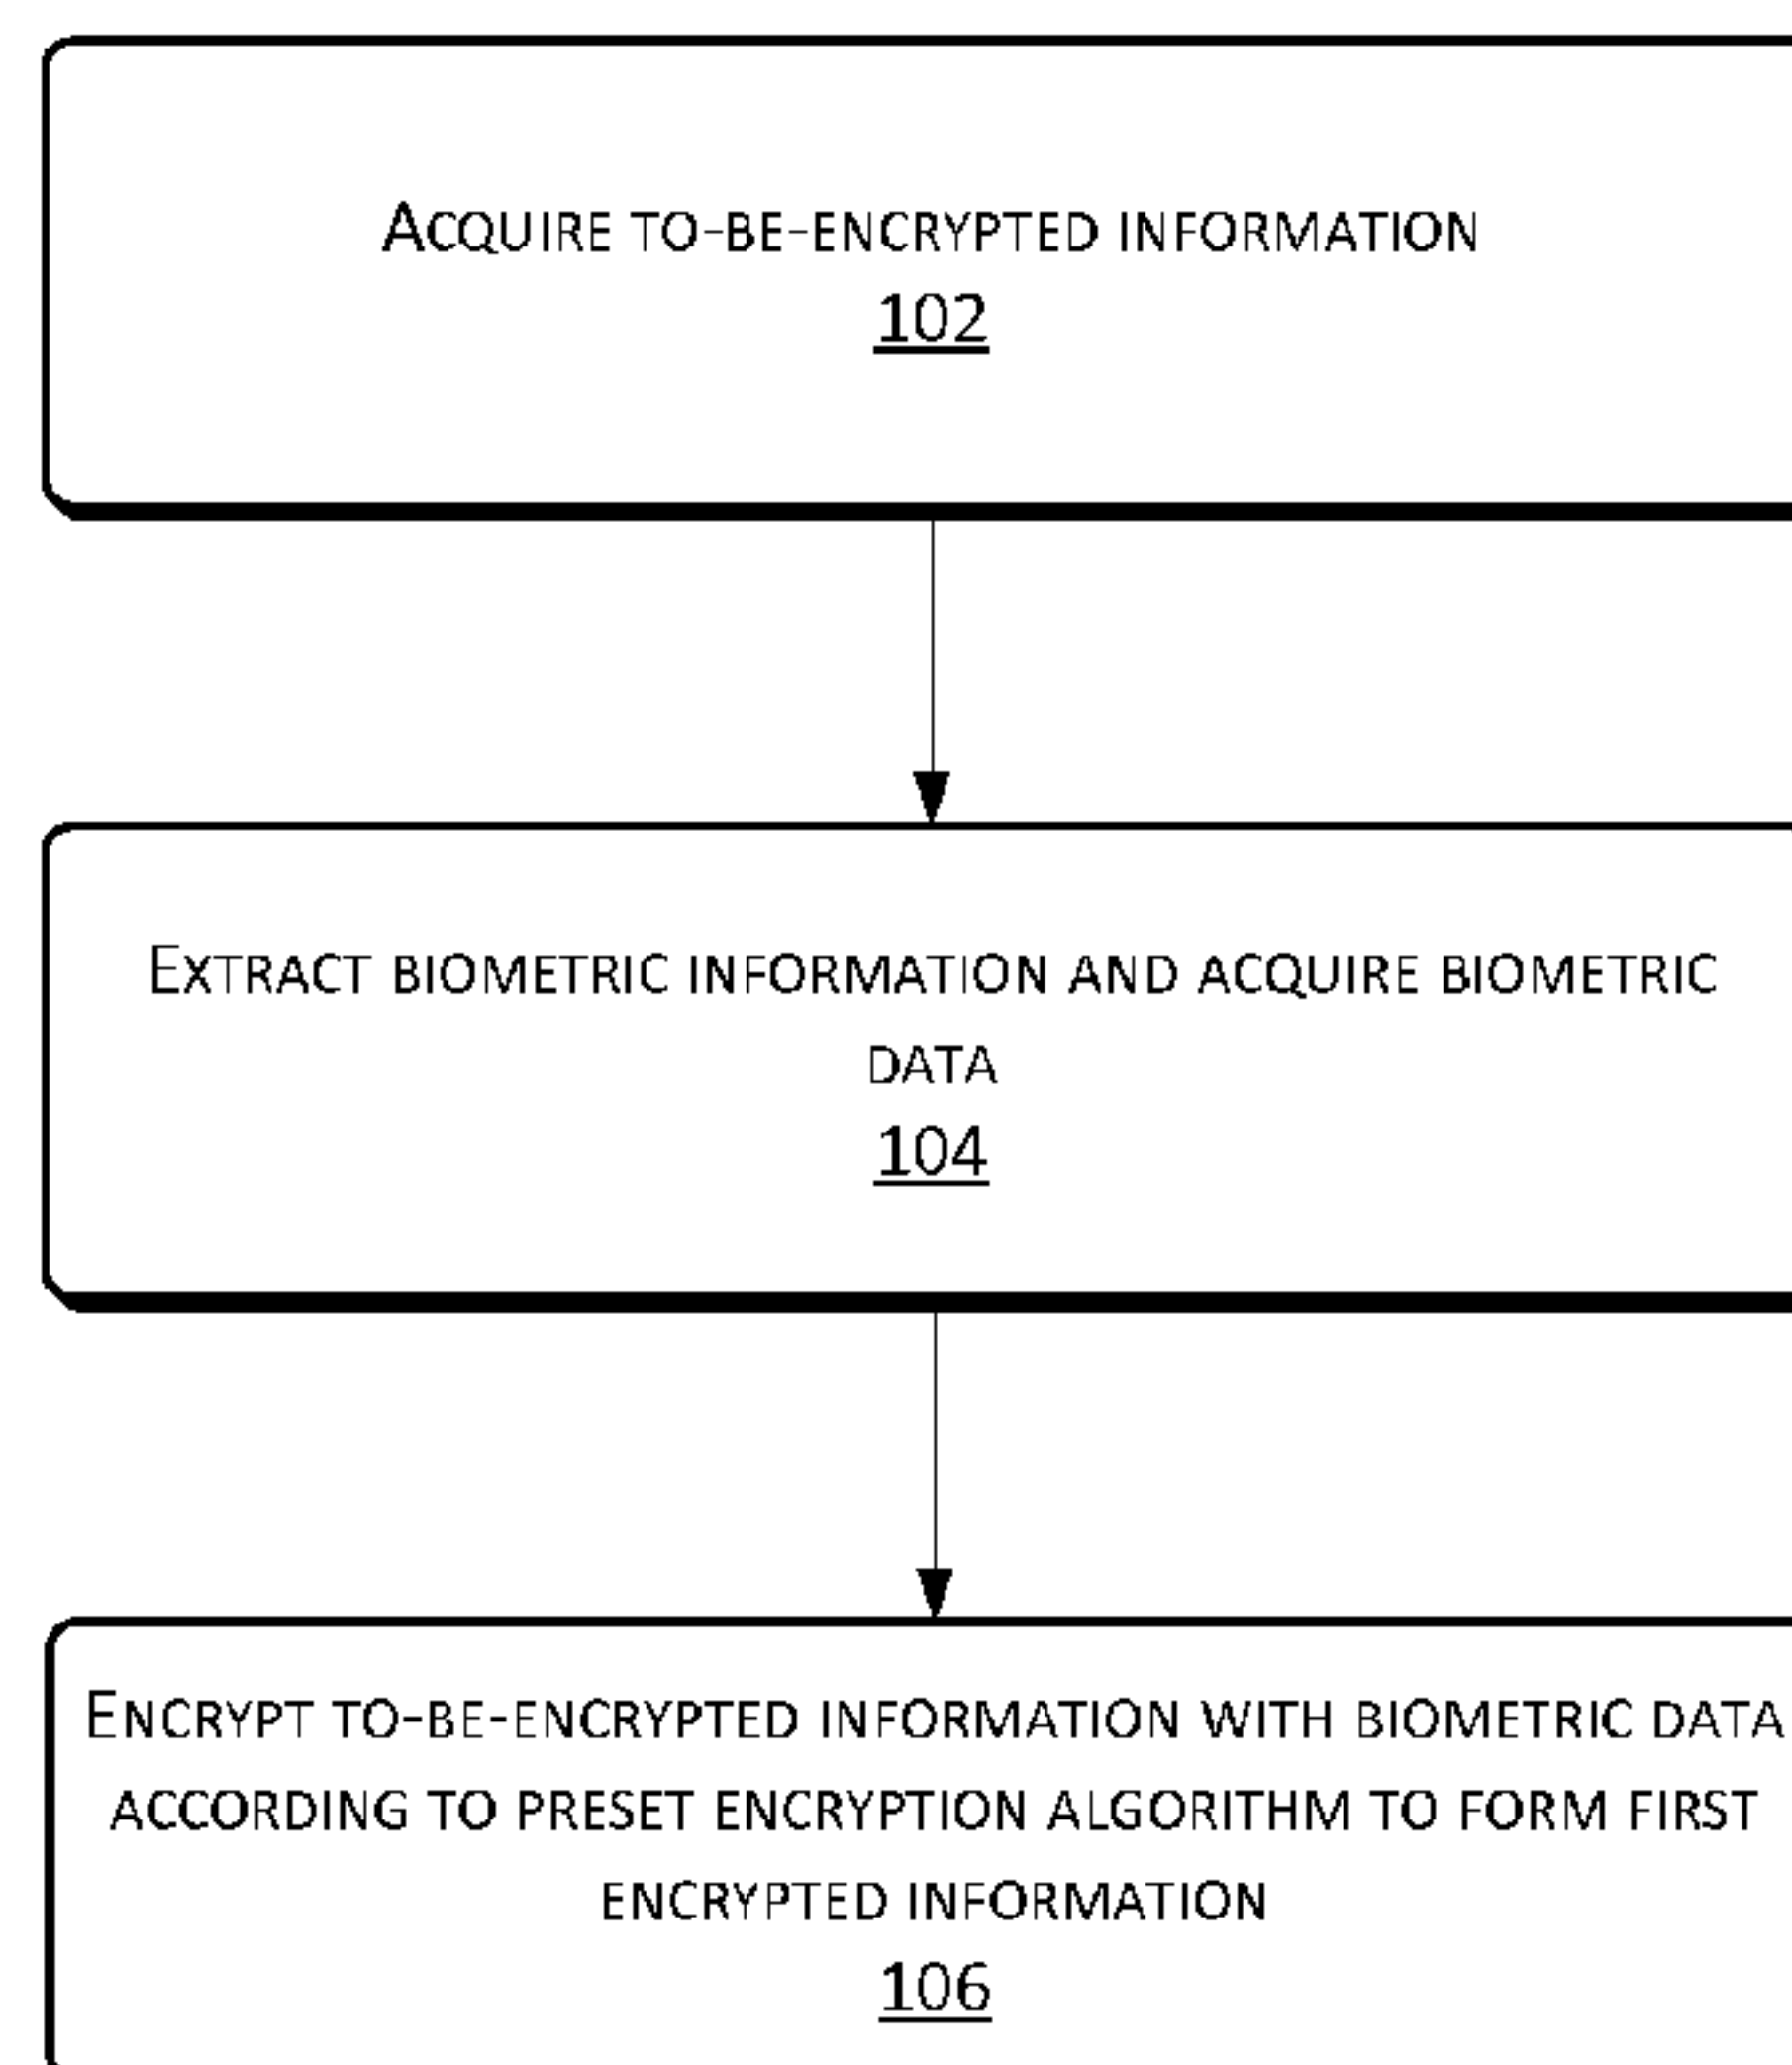 Acquire to-be-encrypted information
102
Extract biometric information and acquire biometric
data
104
Encrypt to-be-encrypted information with biometric data
according to preset encryption algorithm to form first
encrypted information
106